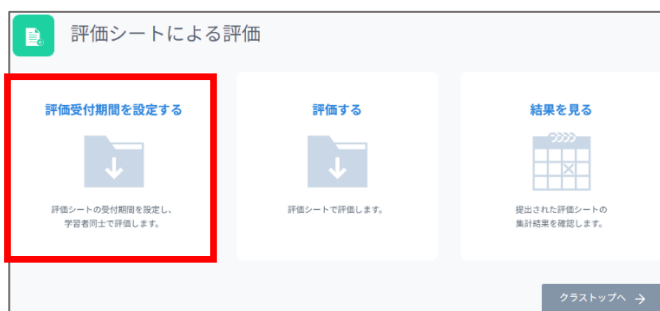 評価シートによる評価
評価受付期間を設定する
評価シートの受付期間を設定し、
学習者同士で評価します。
評価する
評価シートで評価します。
結果を見る
提出された評価シートの
集計結果を確認します。
クラストップへ →